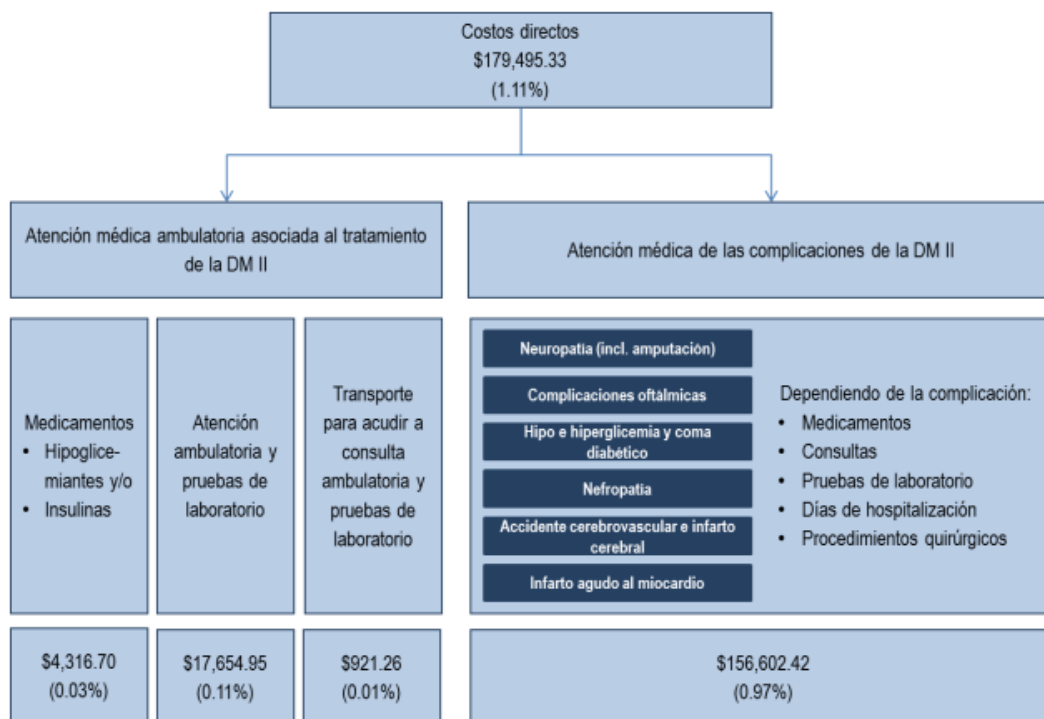 Costos directos
$179,495.33
(1.11%)
Atención médica ambulatoria asociada al tratamiento
de la DM II
Atención médica de las complicaciones de la DM II
Medicamentos
• Hipoglice-
miantes y/o
• Insulinas
Atención
ambulatoria y
pruebas de
laboratorio
Transporte
para acudir a
consulta
ambulatoria y
pruebas de
laboratorio
Neuropatía (incl. amputación)
Complicaciones oftálmicas
Hipo e hiperglicemia y coma
diabético
Nefropatía
Accidente cerebrovascular e infarto
cerebral
Infarto agudo al miocardio
Dependiendo de la complicación:
• Medicamentos
• Consultas
• Pruebas de laboratorio
• Días de hospitalización
• Procedimientos quirúrgicos
$4,316.70
(0.03%)
$17,654.95
(0.11%)
$921.26
(0.01%)
$156,602.42
(0.97%)